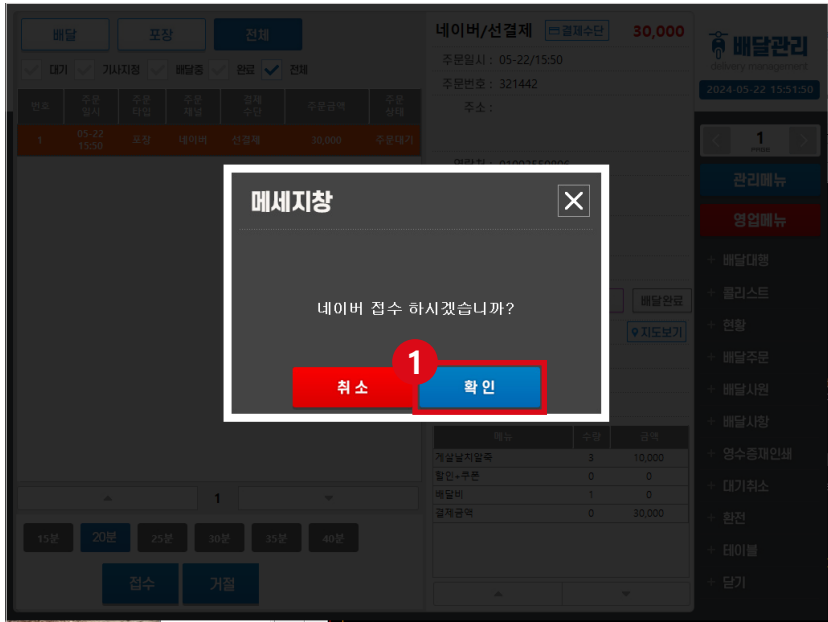 배달
포장
전체
대기 기사지정 배달중 완료 전체
번호 주문일시 주문타입 주문채널 결제수단 주문금액 주문상태
1 05-22 15:50 포장 네이버 선결제 30,000 주문대기
네이버/선결제 결제수단 30,000
주문일시 : 05-22/15:50
주문번호 : 321442
주소 :
배달관리
delivery management
2024-05-22 15:51:50
1
관리메뉴
영업메뉴
+ 배달대행
+ 콜리스트
+ 현황
+ 배달주문
+ 배달사원
+ 배달사항
+ 영수증재인쇄
+ 대기취소
+ 환전
+ 테이블
+ 닫기
메세지창
네이버 접수 하시겠습니까?
1
취소
확인
배달완료
지도보기
메뉴 수량 금액
게살날치알죽 3 10,000
할인+쿠폰 0 0
배달비 1 0
결제금액 0 30,000
1
15분 20분 25분 30분 35분 40분
접수 거절